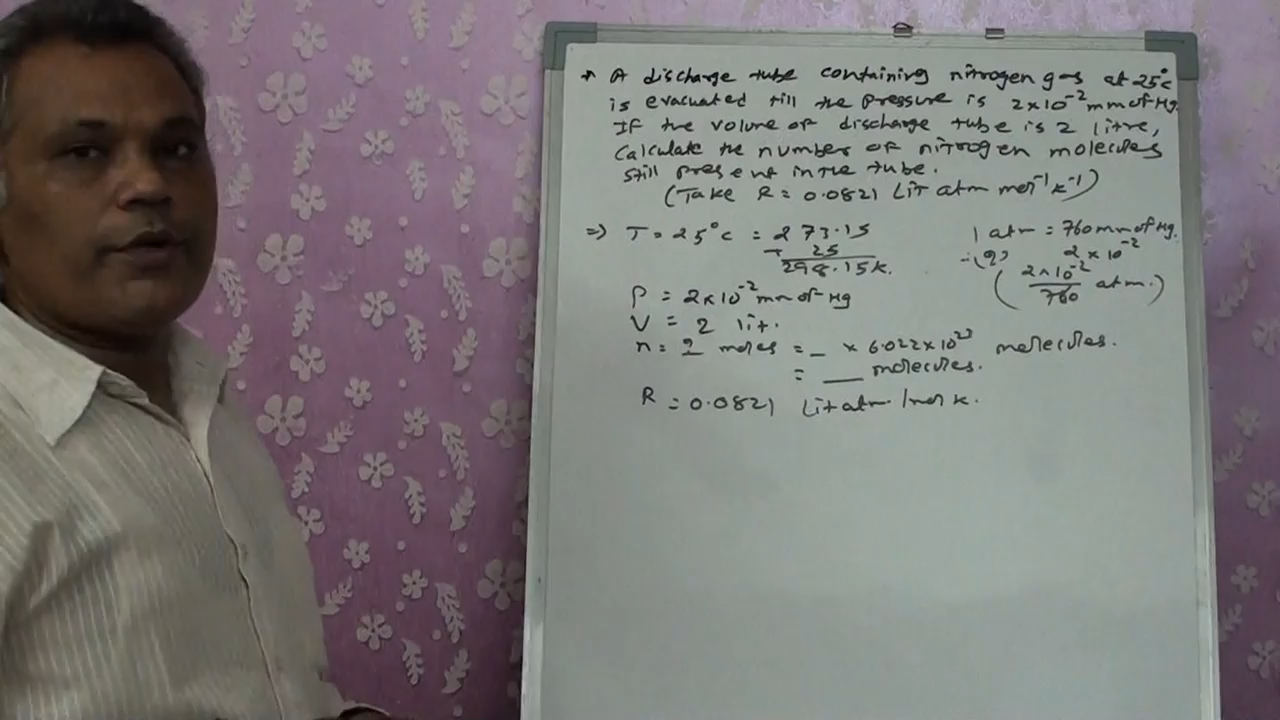 * A discharge tube containing nitrogen gas at 25°c
is evacuated till the pressure is 2×10⁻² mm of Hg.
If the volume of discharge tube is 2 litre,
Calculate the number of nitrogen molecules
still present in the tube.
(Take R = 0.0821 Lit atm mol⁻¹ K⁻¹)
⇒ T = 25°c = 273.15
+ 25
298.15 K.
1 atm = 760 mm of Hg.
∴ (?) 2 × 10⁻²
(2×10⁻²/760 atm.)
P = 2×10⁻² mm of Hg
V = 2 lit.
n = ? moles = _ × 6.022×10²³ molecules.
= __ molecules.
R = 0.0821 Lit atm / mol K.